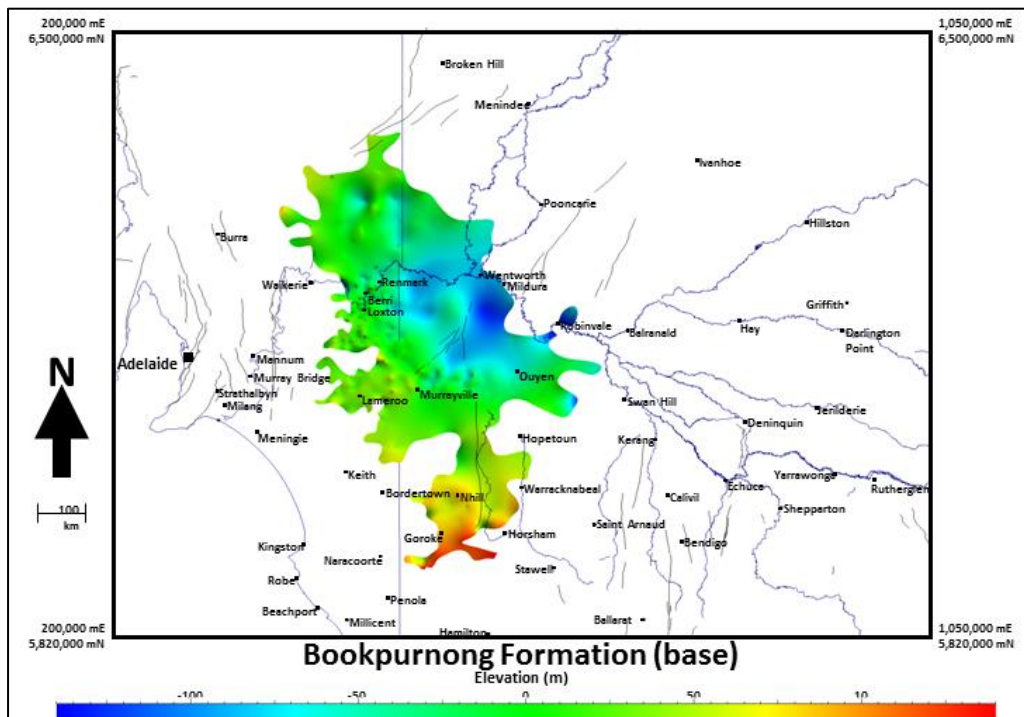 200,000 mE
6,500,000 mN
1,050,000 mE
6,500,000 mN
Broken Hill
Menindee
Ivanhoe
Pooncarie
Hillston
Burra
Waikerie
Renmark
Wentworth
Mildura
Berri
Loxton
Griffith
Robinvale
Balranald
Hay
Darlington
Point
Adelaide
Mannum
Murray Bridge
Ouyen
N
Strathalbyn
Milang
Lameroo
Murrayville
Swan Hill
Jerilderie
Deninquin
Meningie
Hopetoun
Kerang
Keith
Bordertown
Nhill
Warracknabeal
Calivil
Echuca
Yarrawonga
Rutherglen
100
km
Shepparton
Saint Arnaud
Goroke
Horsham
Bendigo
Kingston
Naracoorte
Stawell
Robe
Penola
Beachport
Millicent
Ballarat
Hamilton
200,000 mE
5,820,000 mN
1,050,000 mE
5,820,000 mN
Bookpurnong Formation (base)
Elevation (m)
-100 -50 0 50 10